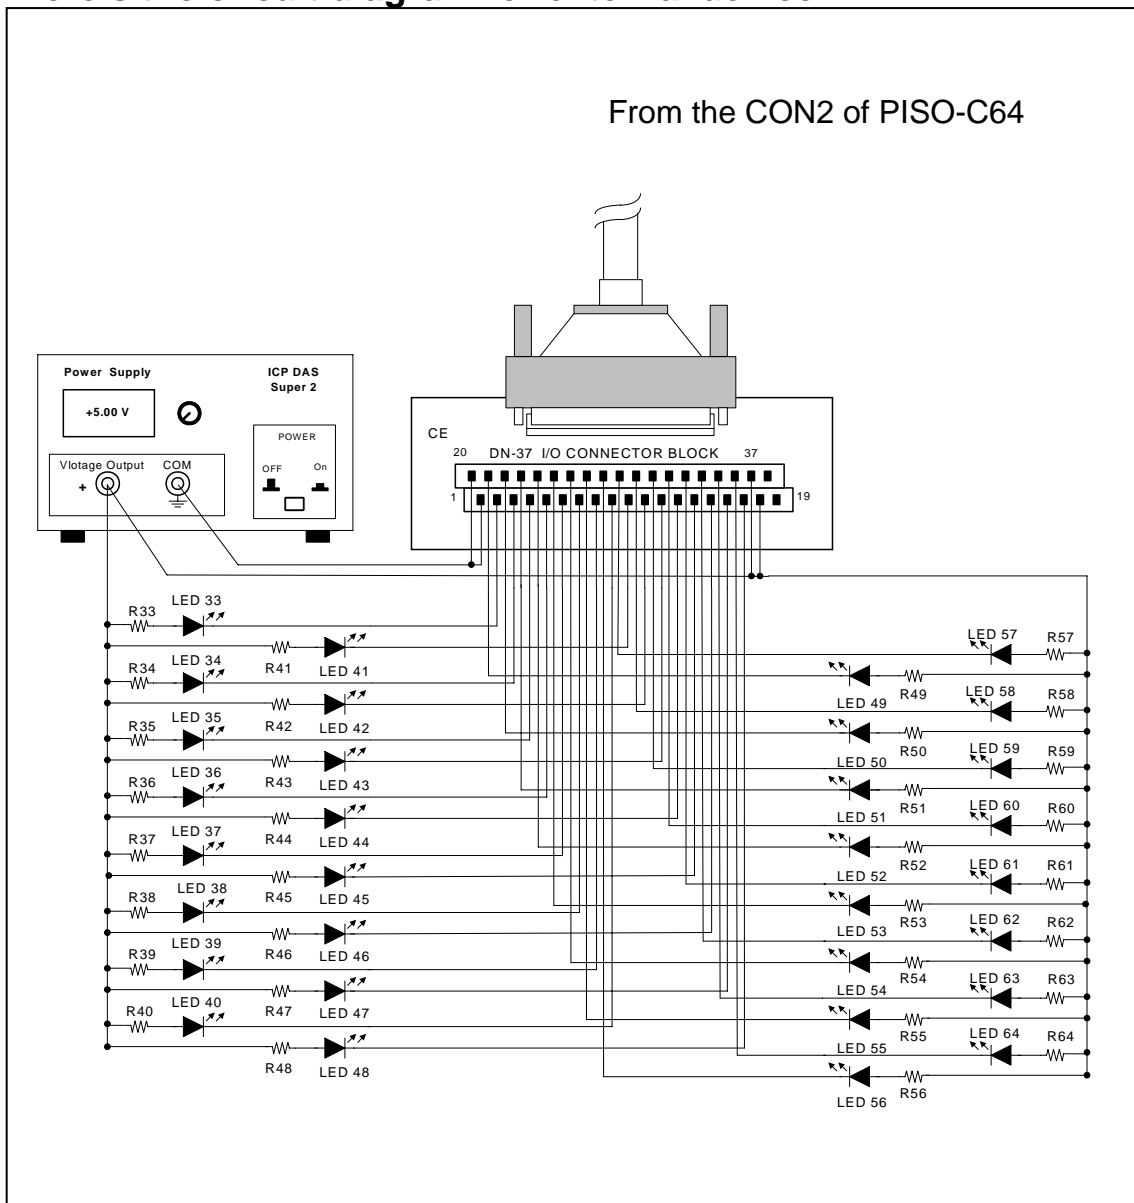 From the CON2 of PISO-C64
Power Supply
ICP DAS
Super 2
+5.00 V
POWER
OFF
On
Vlotage Output
COM
+
CE
20
DN-37 I/O CONNECTOR BLOCK
37
1
19
R33
LED 33
R41
LED 41
R34
LED 34
R42
LED 42
R35
LED 35
R43
LED 43
R36
LED 36
R44
LED 44
R37
LED 37
R45
LED 45
R38
LED 38
R46
LED 46
R39
LED 39
R47
LED 47
R40
LED 40
R48
LED 48
LED 57
R57
R49
LED 49
LED 58
R58
R50
LED 50
LED 59
R59
R51
LED 51
LED 60
R60
R52
LED 52
LED 61
R61
R53
LED 53
LED 62
R62
R54
LED 54
LED 63
R63
R55
LED 55
LED 64
R64
R56
LED 56